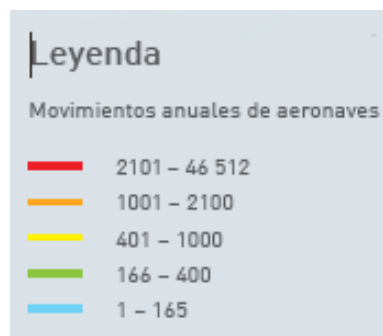 Leyenda
Movimientos anuales de aeronaves
2101 – 46 512
1001 – 2100
401 – 1000
166 – 400
1 – 165